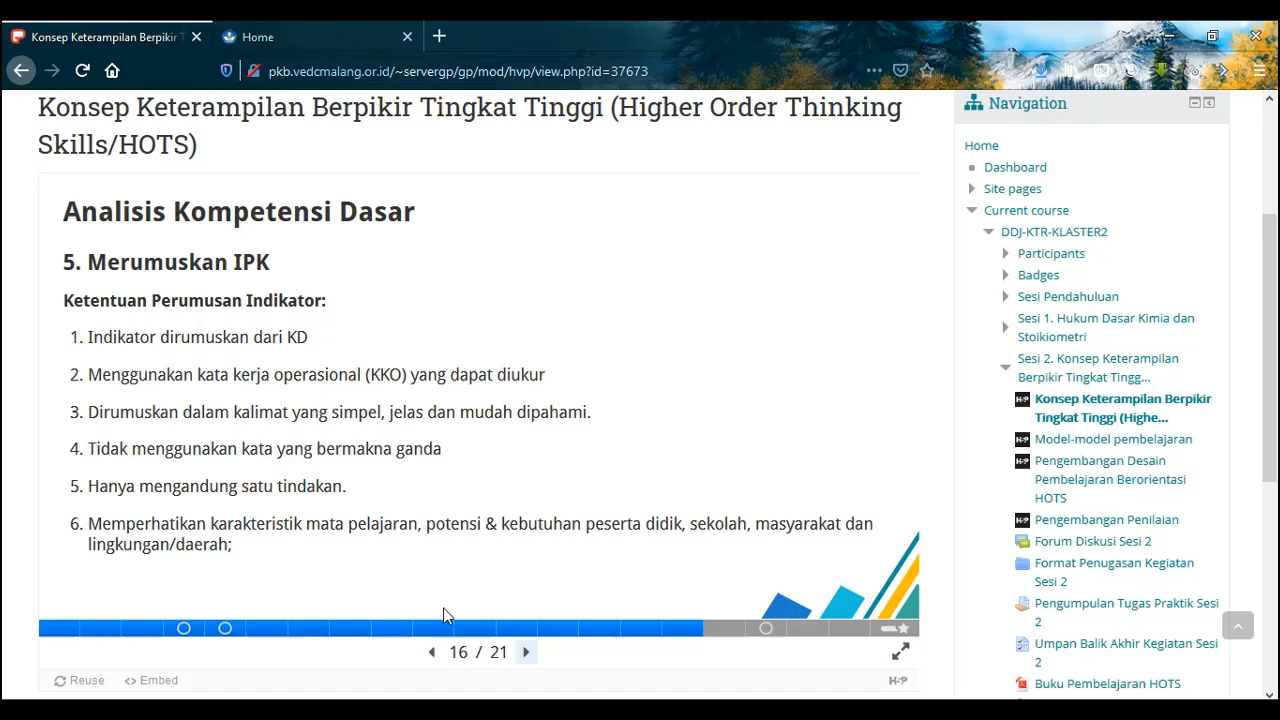 Konsep Keterampilan Berpikir T
Home
pkb.vedcmalang.or.id/~servergp/gp/mod/hvp/view.php?id=37673
Konsep Keterampilan Berpikir Tingkat Tinggi (Higher Order Thinking
Skills/HOTS)
Analisis Kompetensi Dasar
5. Merumuskan IPK
Ketentuan Perumusan Indikator:
1. Indikator dirumuskan dari KD
2. Menggunakan kata kerja operasional (KKO) yang dapat diukur
3. Dirumuskan dalam kalimat yang simpel, jelas dan mudah dipahami.
4. Tidak menggunakan kata yang bermakna ganda
5. Hanya mengandung satu tindakan.
6. Memperhatikan karakteristik mata pelajaran, potensi & kebutuhan peserta didik, sekolah, masyarakat dan
lingkungan/daerah;
16 / 21
Reuse
<> Embed
H5P
Navigation
Home
Dashboard
Site pages
Current course
DDJ-KTR-KLASTER2
Participants
Badges
Sesi Pendahuluan
Sesi 1. Hukum Dasar Kimia dan
Stoikiometri
Sesi 2. Konsep Keterampilan
Berpikir Tingkat Tingg...
H5P Konsep Keterampilan Berpikir
Tingkat Tinggi (Highe...
H5P Model-model pembelajaran
H5P Pengembangan Desain
Pembelajaran Berorientasi
HOTS
H5P Pengembangan Penilaian
Forum Diskusi Sesi 2
Format Penugasan Kegiatan
Sesi 2
Pengumpulan Tugas Praktik Sesi
2
Umpan Balik Akhir Kegiatan Sesi
2
Buku Pembelajaran HOTS